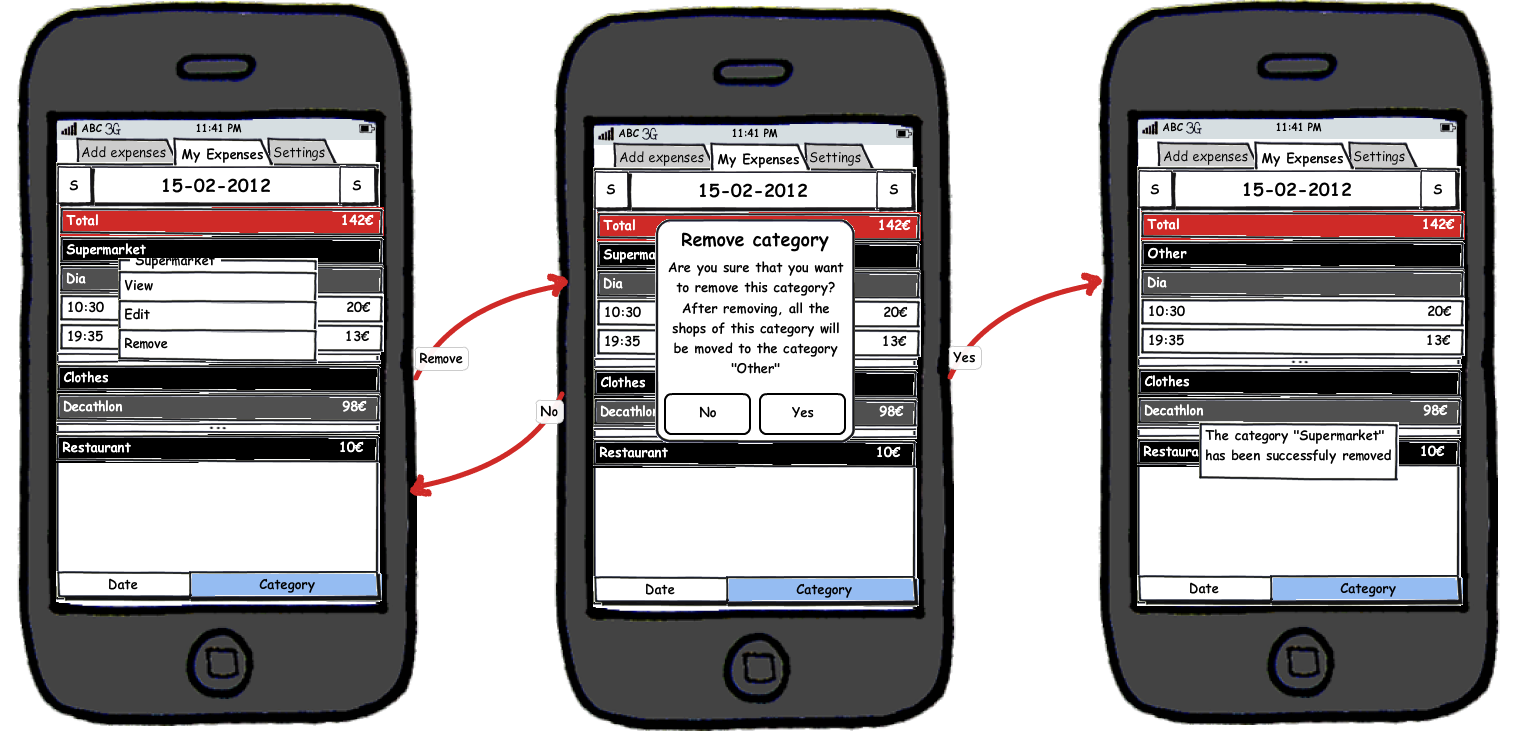 ABC 3G 11:41 PM
Add expenses My Expenses Settings
S 15-02-2012 S
Total 142€
Supermarket
Supermarket
Dia
View
10:30 20€
Edit
19:35 13€
Remove
...
Clothes
Decathlon 98€
...
Restaurant 10€
Date Category
Remove
No
ABC 3G 11:41 PM
Add expenses My Expenses Settings
S 15-02-2012 S
Total 142€
Remove category
Superma
Are you sure that you want
to remove this category?
After removing, all the
shops of this category will
be moved to the category
"Other"
No Yes
Dia
10:30 20€
19:35 13€
Clothes
Decathlon 98€
Restaurant 10€
Date Category
Yes
ABC 3G 11:41 PM
Add expenses My Expenses Settings
S 15-02-2012 S
Total 142€
Other
Dia
10:30 20€
19:35 13€
...
Clothes
Decathlon 98€
The category "Supermarket"
has been successfuly removed
Restaura 10€
Date Category